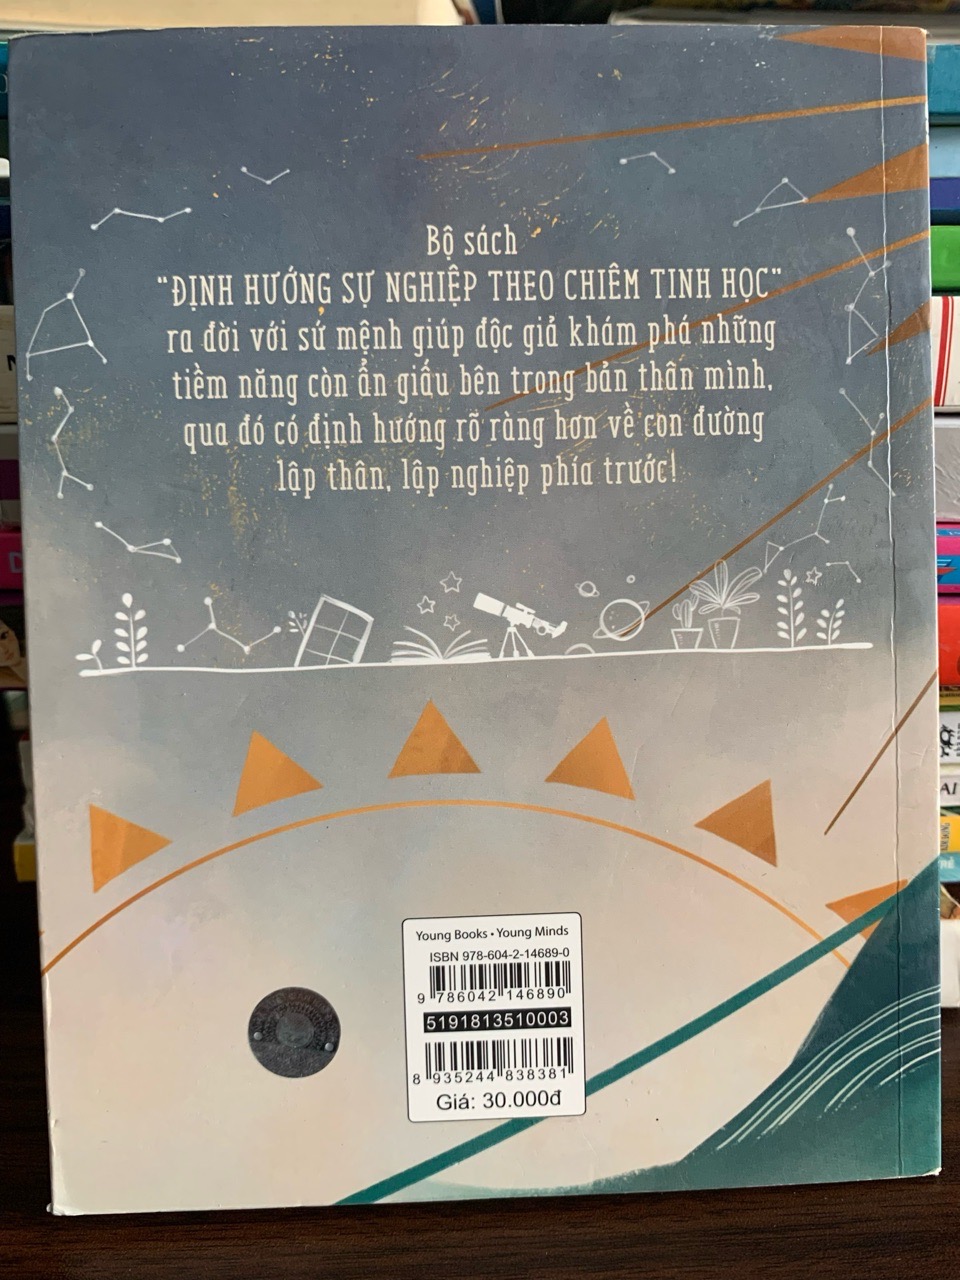 Bộ sách
"ĐỊNH HƯỚNG SỰ NGHIỆP THEO CHIÊM TINH HỌC"
ra đời với sứ mệnh giúp độc giả khám phá những
tiềm năng còn ẩn giấu bên trong bản thân mình,
qua đó có định hướng rõ ràng hơn về con đường
lập thân, lập nghiệp phía trước!
Young Books • Young Minds
ISBN 978-604-2-14689-0
9 786042 146890
5191813510003
8 935244 838381
Giá: 30.000đ